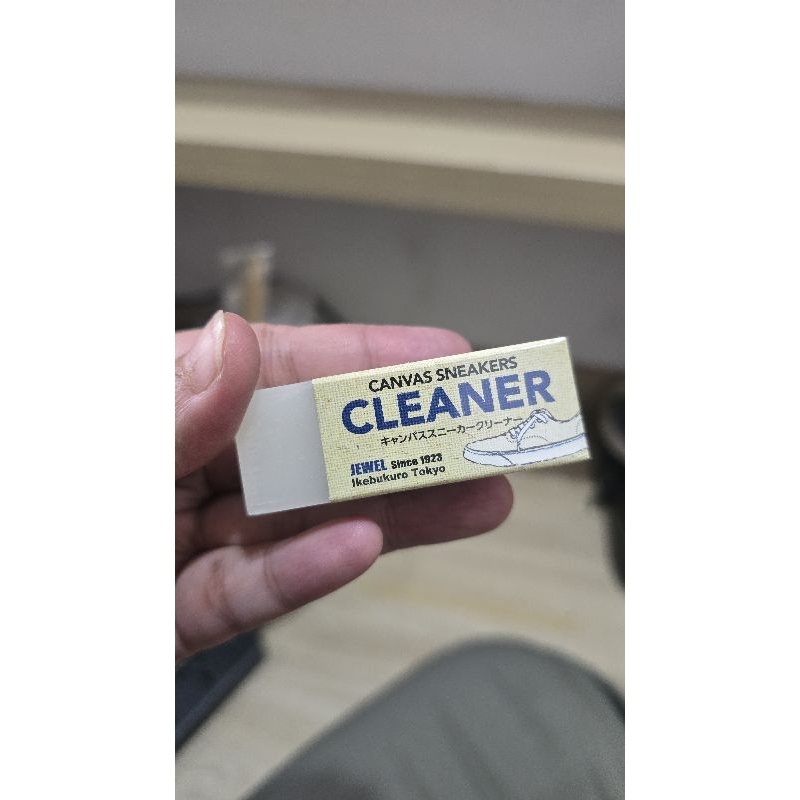 CANVAS SNEAKERS
CLEANER
キャンバススニーカークリーナー
JEWEL Since 1923
Ikebukuro Tokyo